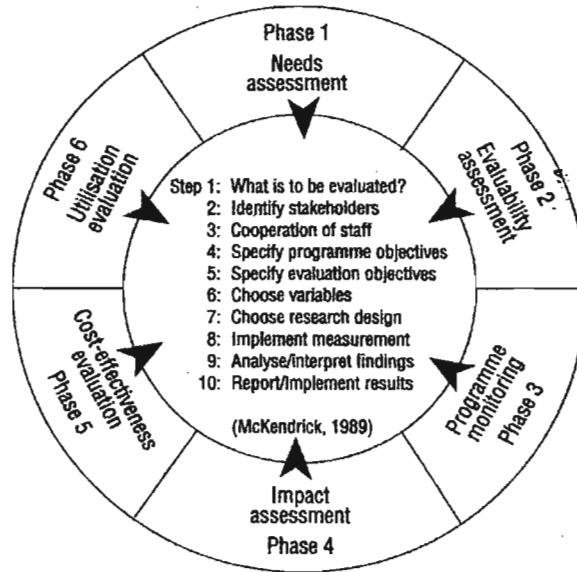 Phase 1
Needs
assessment
Phase 2
Evaluability
assessment
Programme
monitoring
Phase 3
Impact
assessment
Phase 4
Cost-effectiveness
evaluation
Phase 5
Phase 6
Utilisation
evaluation
Step 1: What is to be evaluated?
2: Identify stakeholders
3: Cooperation of staff
4: Specify programme objectives
5: Specify evaluation objectives
6: Choose variables
7: Choose research design
8: Implement measurement
9: Analyse/interpret findings
10: Report/Implement results
(McKendrick, 1989)